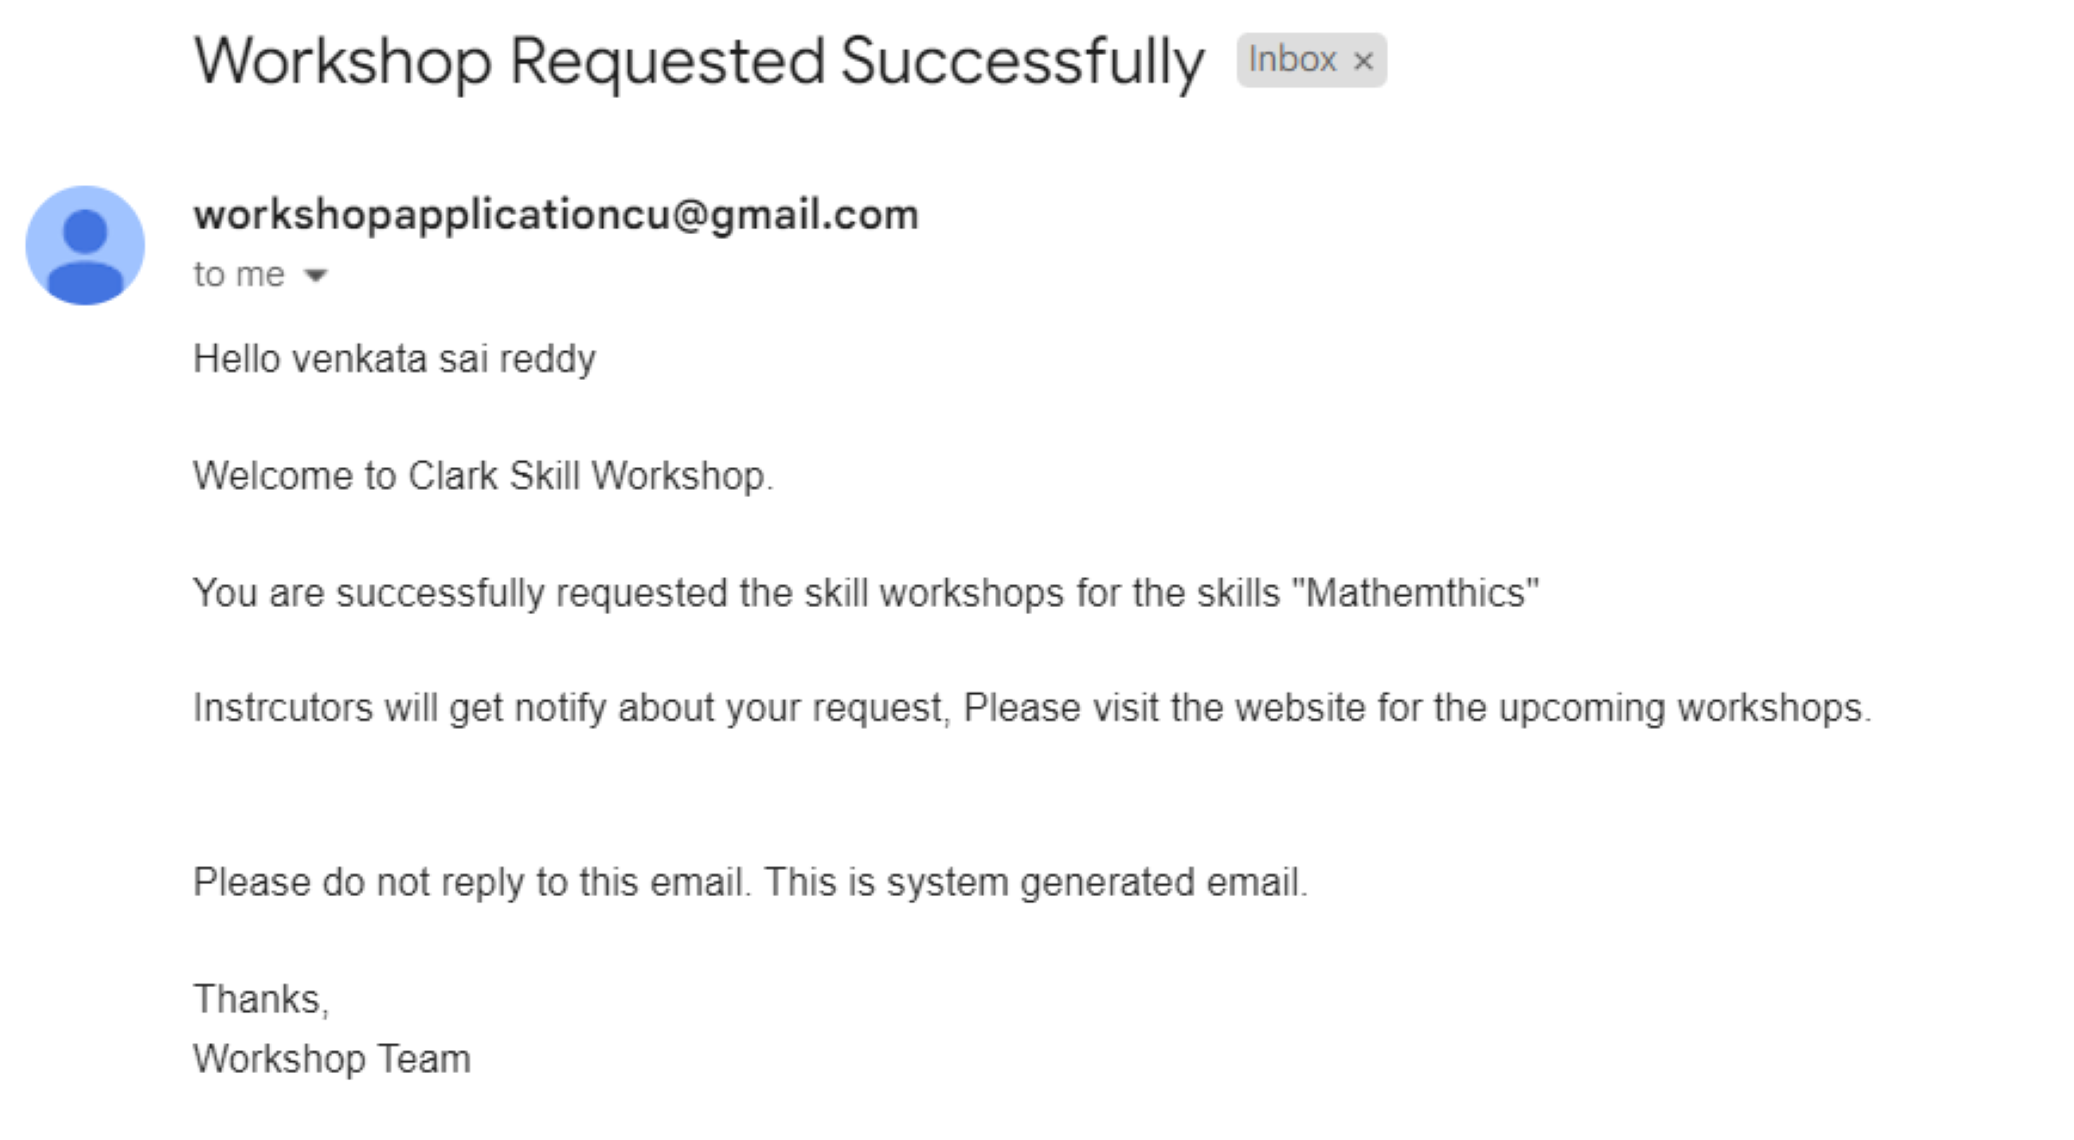 Workshop Requested Successfully Inbox ×
workshopapplicationcu@gmail.com
to me
Hello venkata sai reddy
Welcome to Clark Skill Workshop.
You are successfully requested the skill workshops for the skills "Mathemthics"
Instrcutors will get notify about your request, Please visit the website for the upcoming workshops.
Please do not reply to this email. This is system generated email.
Thanks,
Workshop Team